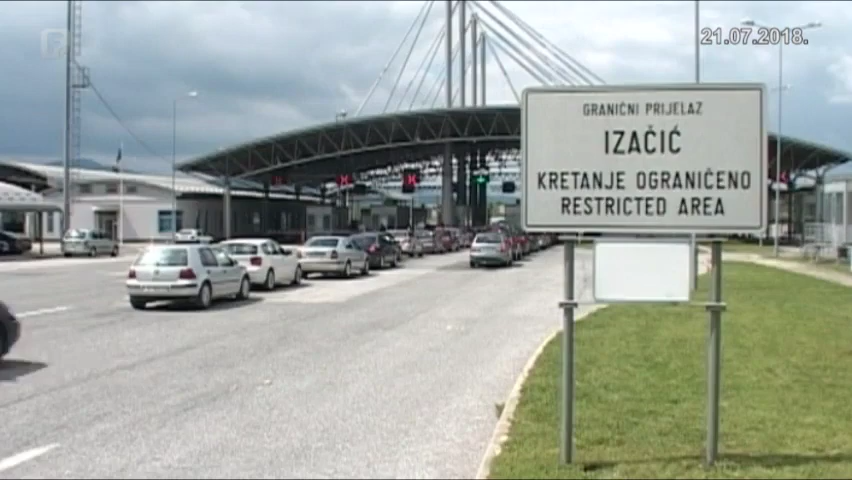 21.07.2018.
GRANIČNI PRIJELAZ
IZAČIĆ
KRETANJE OGRANIČENO
RESTRICTED AREA